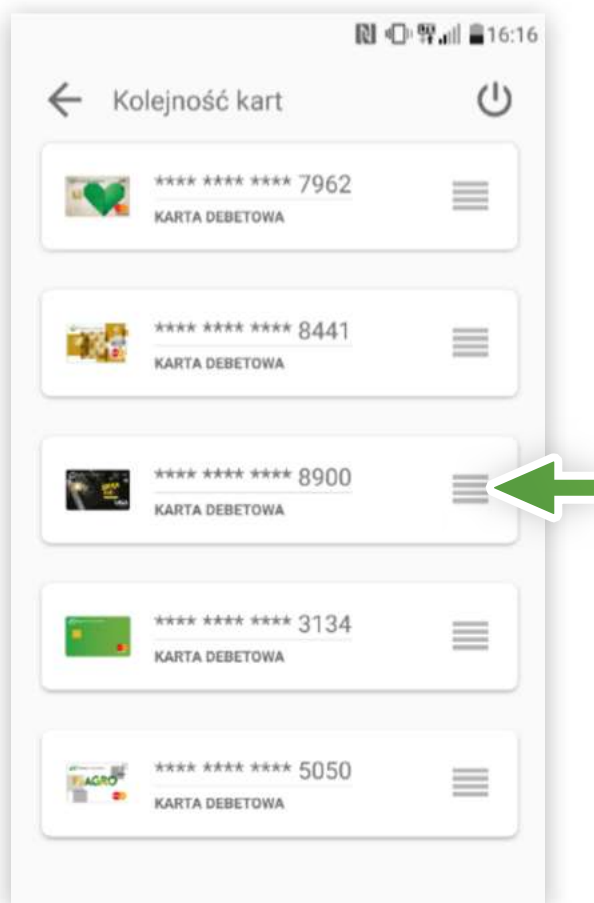 16:16
Kolejność kart
**** **** **** 7962
KARTA DEBETOWA
**** **** **** 8441
KARTA DEBETOWA
**** **** **** 8900
KARTA DEBETOWA
**** **** **** 3134
KARTA DEBETOWA
AGRO
**** **** **** 5050
KARTA DEBETOWA